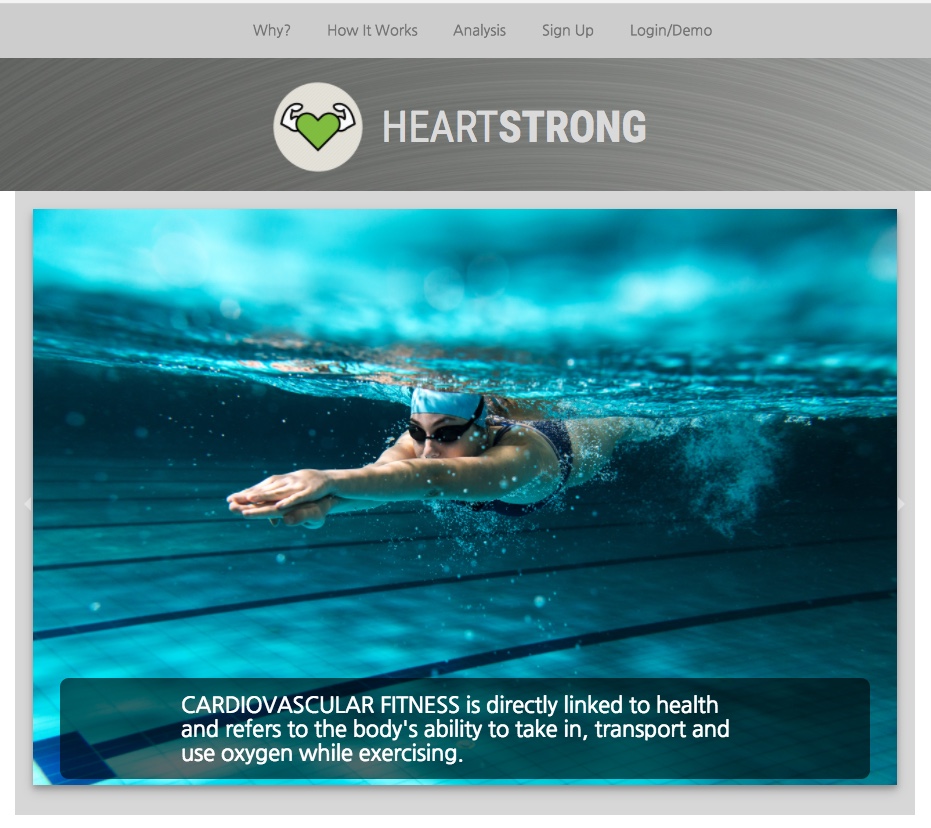 Why? How It Works Analysis Sign Up Login/Demo
HEARTSTRONG
CARDIOVASCULAR FITNESS is directly linked to health
and refers to the body's ability to take in, transport and
use oxygen while exercising.